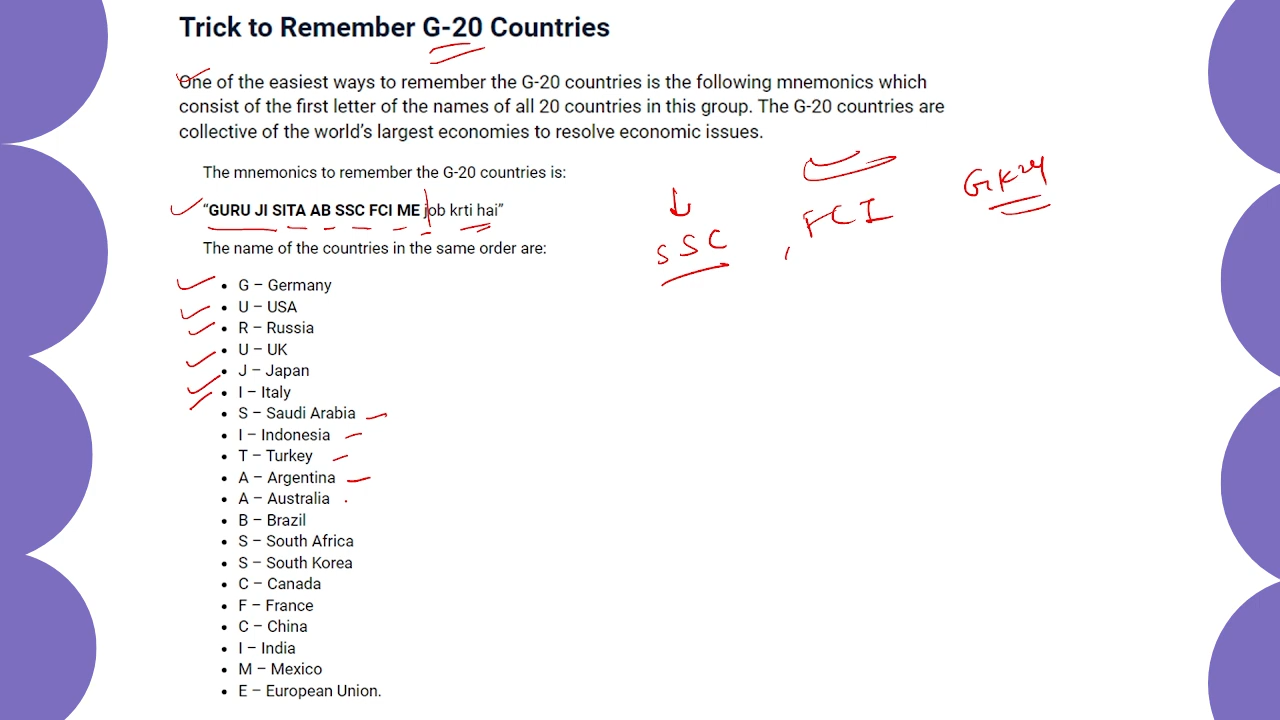 Trick to Remember G-20 Countries
One of the easiest ways to remember the G-20 countries is the following mnemonics which
consist of the first letter of the names of all 20 countries in this group. The G-20 countries are
collective of the world's largest economies to resolve economic issues.
The mnemonics to remember the G-20 countries is:
"GURU JI SITA AB SSC FCI ME job krti hai"
The name of the countries in the same order are:
SSC
FCI
• G – Germany
• U – USA
• R – Russia
• U – UK
• J – Japan
• I – Italy
• S – Saudi Arabia
• I – Indonesia
• T – Turkey
• A – Argentina
• A – Australia
• B – Brazil
• S – South Africa
• S – South Korea
• C – Canada
• F – France
• C – China
• I – India
• M – Mexico
• E – European Union.